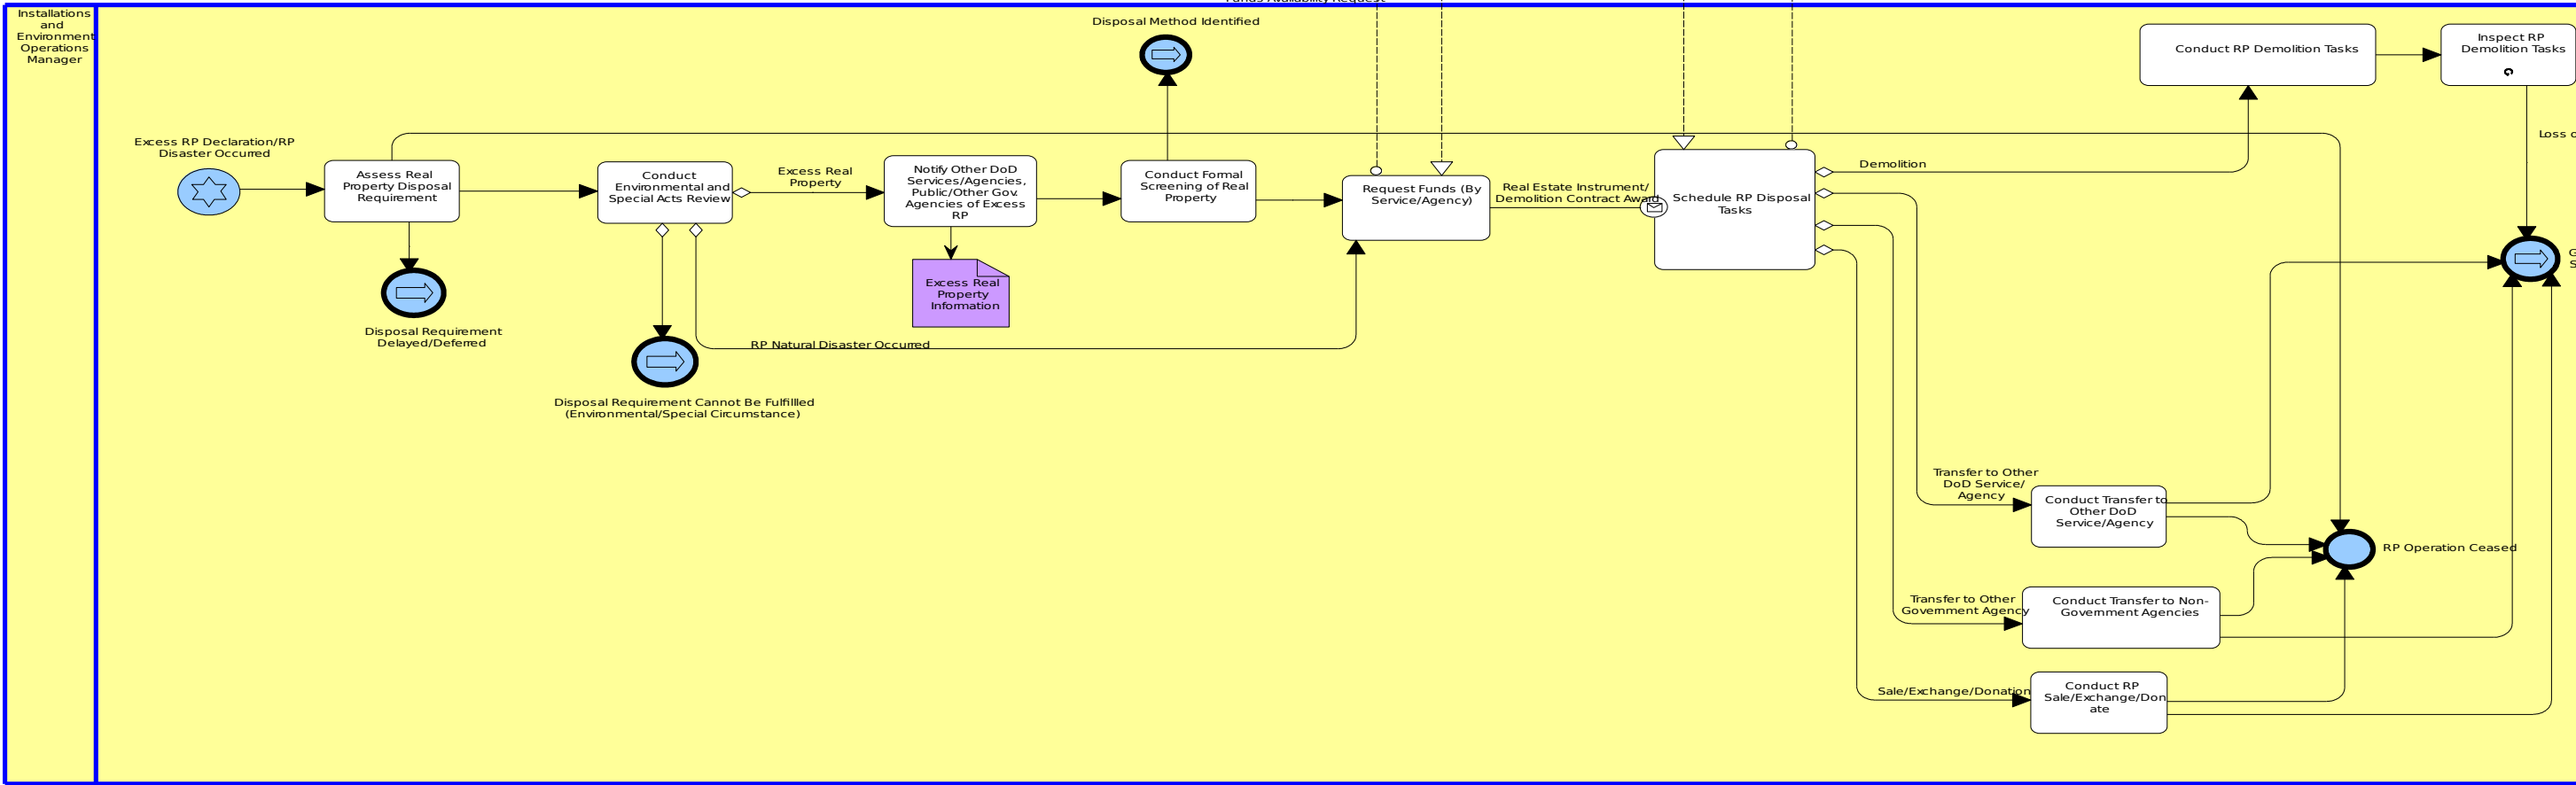 Installations
and
Environment
Operations
Manager
Funds Availability Request
Disposal Method Identified
Conduct RP Demolition Tasks
Inspect RP
Demolition Tasks
Excess RP Declaration/RP
Disaster Occurred
Loss
Assess Real
Property Disposal
Requirement
Conduct
Environmental and
Special Acts Review
Excess Real
Property
Notify Other DoD
Services/Agencies,
Public/Other Gov.
Agencies of Excess
RP
Conduct Formal
Screening of Real
Property
Request Funds (By
Service/Agency)
Real Estate Instrument/
Demolition Contract Award
Schedule RP Disposal
Tasks
Demolition
Excess Real
Property
Information
Disposal Requirement
Delayed/Deferred
RP Natural Disaster Occurred
Disposal Requirement Cannot Be Fulfillled
(Environmental/Special Circumstance)
Transfer to Other
DoD Service/
Agency
Conduct Transfer to
Other DoD
Service/Agency
RP Operation Ceased
Transfer to Other
Government Agency
Conduct Transfer to Non-
Government Agencies
Sale/Exchange/Donation
Conduct RP
Sale/Exchange/Don
ate